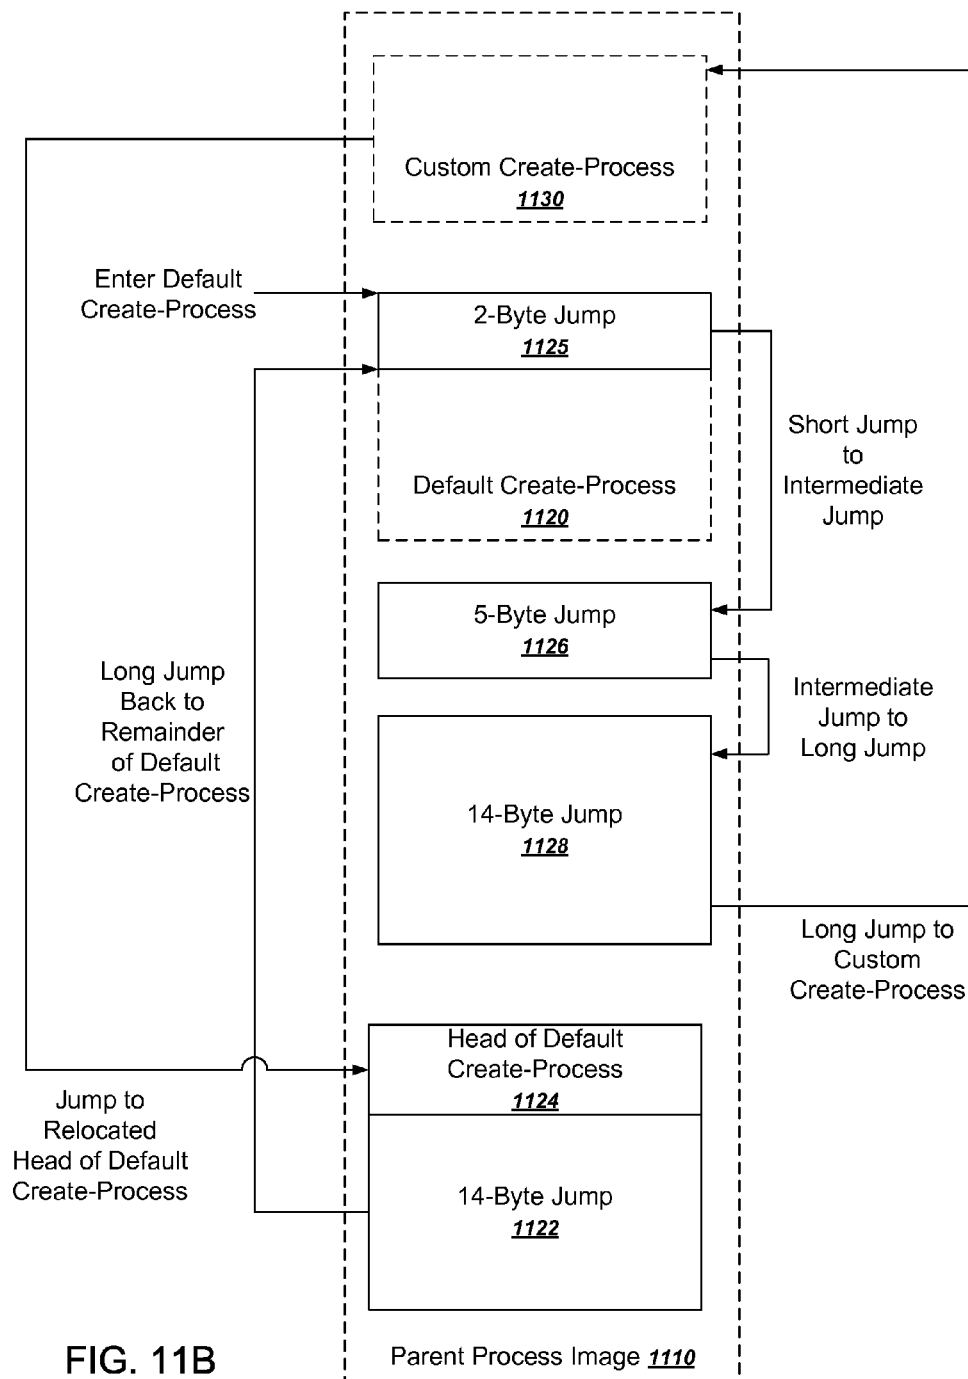 Custom Create-Process
1130
Enter Default
Create-Process
2-Byte Jump
1125
Short Jump
to
Intermediate
Jump
Default Create-Process
1120
5-Byte Jump
1126
Long Jump
Back to
Remainder
of Default
Create-Process
Intermediate
Jump to
Long Jump
14-Byte Jump
1128
Long Jump to
Custom
Create-Process
Head of Default
Create-Process
1124
Jump to
Relocated
Head of Default
Create-Process
14-Byte Jump
1122
FIG. 11B
Parent Process Image 1110